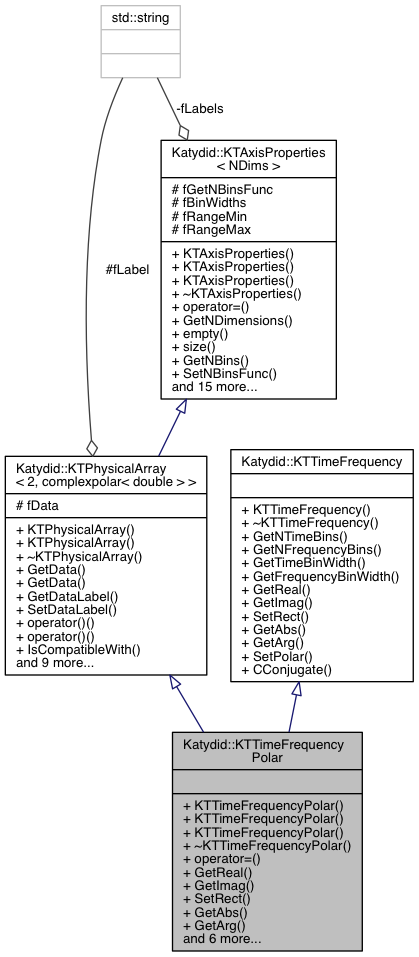 std::string
-fLabels
Katydid::KTAxisProperties
< NDims >
# fGetNBinsFunc
# fBinWidths
# fRangeMin
# fRangeMax
+ KTAxisProperties()
+ KTAxisProperties()
+ KTAxisProperties()
+ ~KTAxisProperties()
+ operator=()
+ GetNDimensions()
+ empty()
+ size()
+ GetNBins()
+ SetNBinsFunc()
and 15 more...
#fLabel
Katydid::KTPhysicalArray
< 2, complexpolar< double > >
# fData
+ KTPhysicalArray()
+ KTPhysicalArray()
+ ~KTPhysicalArray()
+ GetData()
+ GetData()
+ GetDataLabel()
+ SetDataLabel()
+ operator()()
+ operator()()
+ IsCompatibleWith()
and 9 more...
Katydid::KTTimeFrequency
+ KTTimeFrequency()
+ ~KTTimeFrequency()
+ GetNTimeBins()
+ GetNFrequencyBins()
+ GetTimeBinWidth()
+ GetFrequencyBinWidth()
+ GetReal()
+ GetImag()
+ SetRect()
+ GetAbs()
+ GetArg()
+ SetPolar()
+ CConjugate()
Katydid::KTTimeFrequency
Polar
+ KTTimeFrequencyPolar()
+ KTTimeFrequencyPolar()
+ KTTimeFrequencyPolar()
+ ~KTTimeFrequencyPolar()
+ operator=()
+ GetReal()
+ GetImag()
+ SetRect()
+ GetAbs()
+ GetArg()
and 6 more...